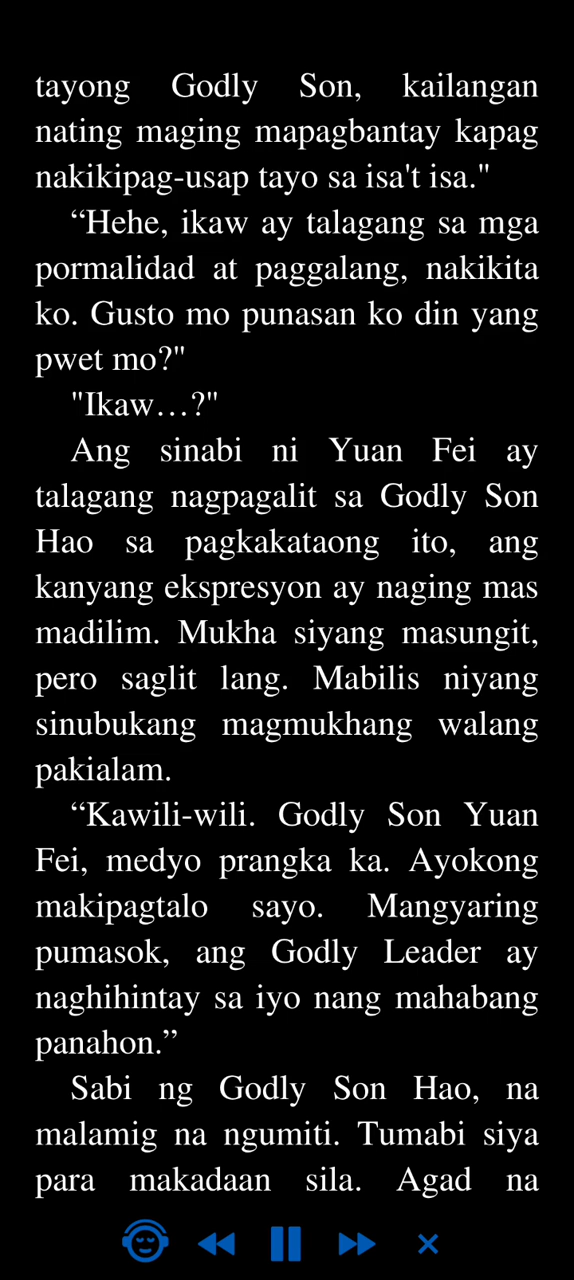 tayong Godly Son, kailangan
nating maging mapagbantay kapag
nakikipag-usap tayo sa isa't isa."
“Hehe, ikaw ay talagang sa mga
pormalidad at paggalang, nakikita
ko. Gusto mo punasan ko din yang
pwet mo?"
"Ikaw…?"
Ang sinabi ni Yuan Fei ay
talagang nagpagalit sa Godly Son
Hao sa pagkakataong ito, ang
kanyang ekspresyon ay naging mas
madilim. Mukha siyang masungit,
pero saglit lang. Mabilis niyang
sinubukang magmukhang walang
pakialam.
“Kawili-wili. Godly Son Yuan
Fei, medyo prangka ka. Ayokong
makipagtalo sayo. Mangyaring
pumasok, ang Godly Leader ay
naghihintay sa iyo nang mahabang
panahon.”
Sabi ng Godly Son Hao, na
malamig na ngumiti. Tumabi siya
para makadaan sila. Agad na